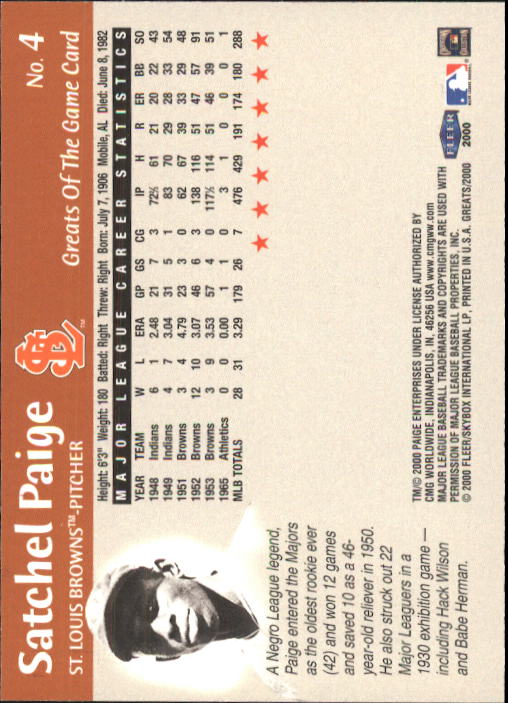 Satchel Paige
No. 4
ST. LOUIS BROWNS™-PITCHER
Greats Of The Game Card
Height: 6'3" Weight: 180 Batted: Right Threw: Right Born: July 7, 1906 Mobile, AL Died: June 8, 1982
MAJOR LEAGUE CAREER STATISTICS
YEAR TEAM W L ERA GP GS CG IP H R ER BB SO
1948 Indians 6 1 2.48 21 7 3 72⅔ 61 21 20 22 43
1949 Indians 4 7 3.04 31 5 1 83 70 29 28 33 54
1951 Browns 3 4 4.79 23 3 0 62 67 39 33 29 48
1952 Browns 12 10 3.07 46 6 3 138 116 51 47 57 91
1953 Browns 3 9 3.53 57 4 0 117⅓ 114 51 46 39 51
1965 Athletics 0 0 0.00 1 1 0 3 1 0 0 0 1
MLB TOTALS 28 31 3.29 179 26 7 476 429 191 174 180 288
A Negro League legend,
Paige entered the Majors
as the oldest rookie ever
(42) and won 12 games
and saved 10 as a 46-
year-old reliever in 1950.
He also struck out 22
Major Leaguers in a
1930 exhibition game —
including Hack Wilson
and Babe Herman.
TM/© 2000 PAIGE ENTERPRISES UNDER LICENSE AUTHORIZED BY
CMG WORLDWIDE, INDIANAPOLIS, IN, 46256 USA www.cmgww.com
MAJOR LEAGUE BASEBALL TRADEMARKS AND COPYRIGHTS ARE USED WITH
PERMISSION OF MAJOR LEAGUE BASEBALL PROPERTIES, INC.
© 2000 FLEER/SKYBOX INTERNATIONAL LP, PRINTED IN U.S.A. GREATS/2000
FLEER
2000